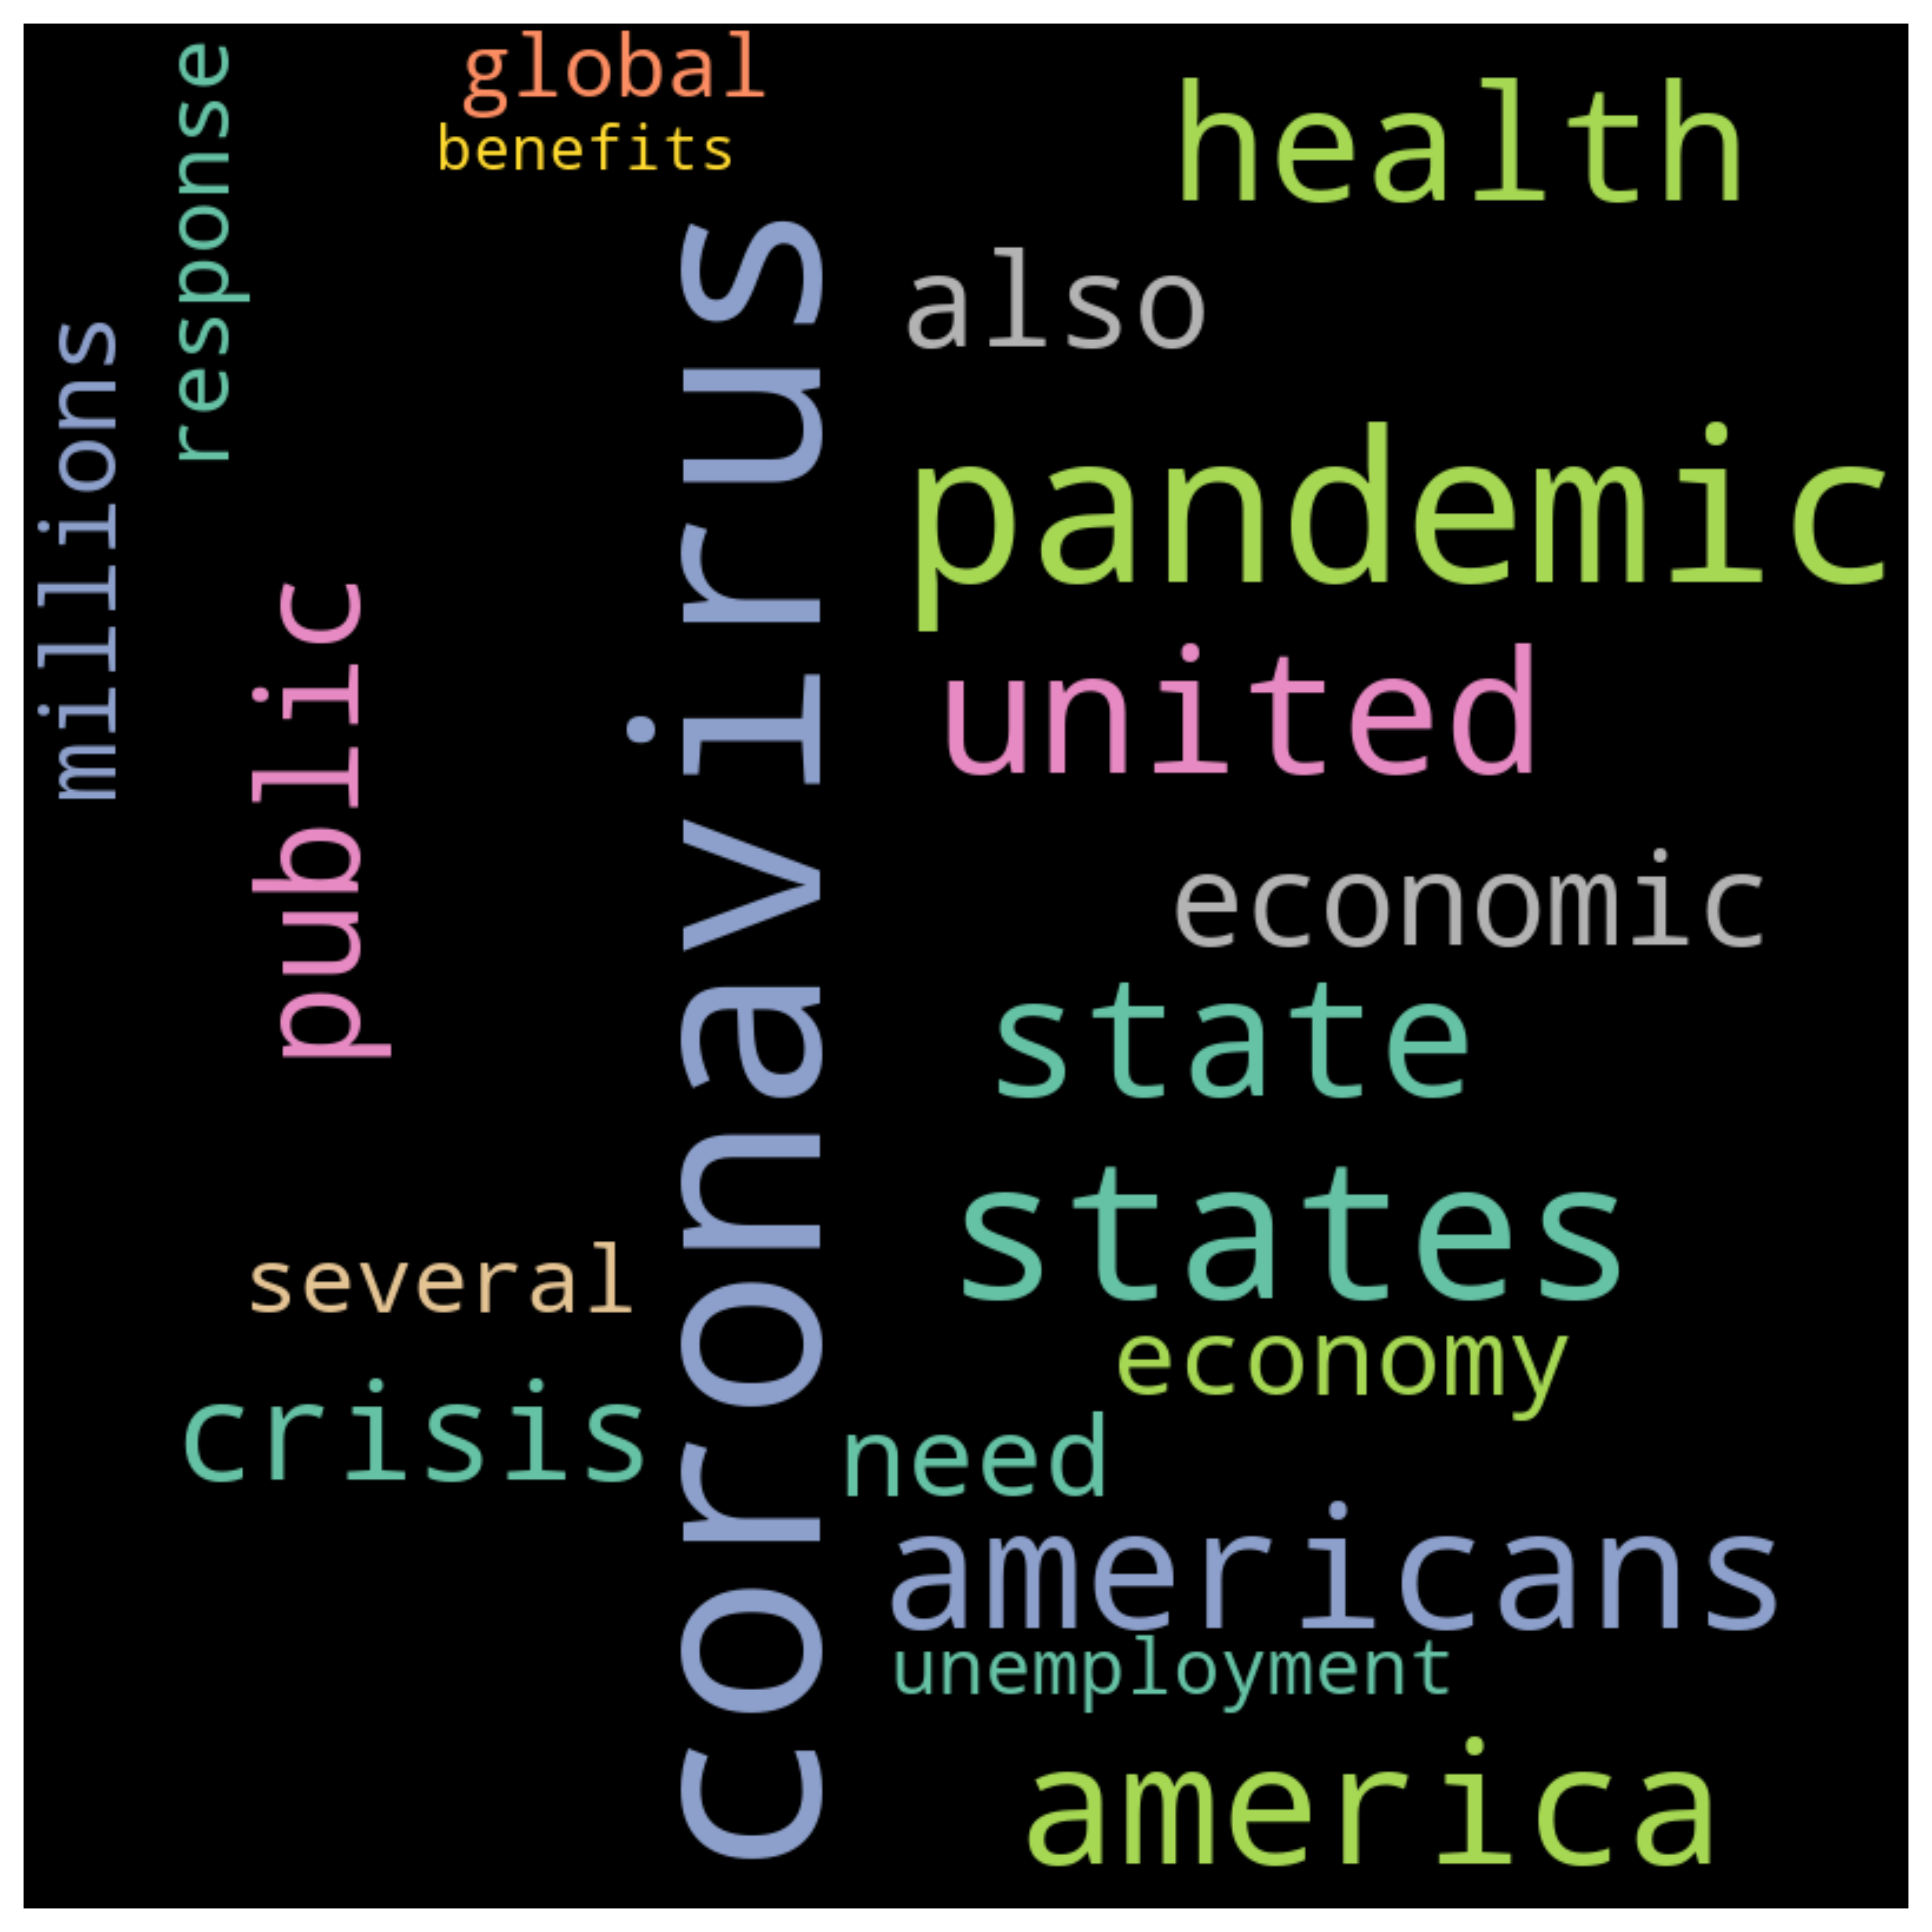 global
benefits
response
millions
public
coronavirus
health
also
pandemic
united
economic
state
states
several
economy
crisis
need
americans
unemployment
america